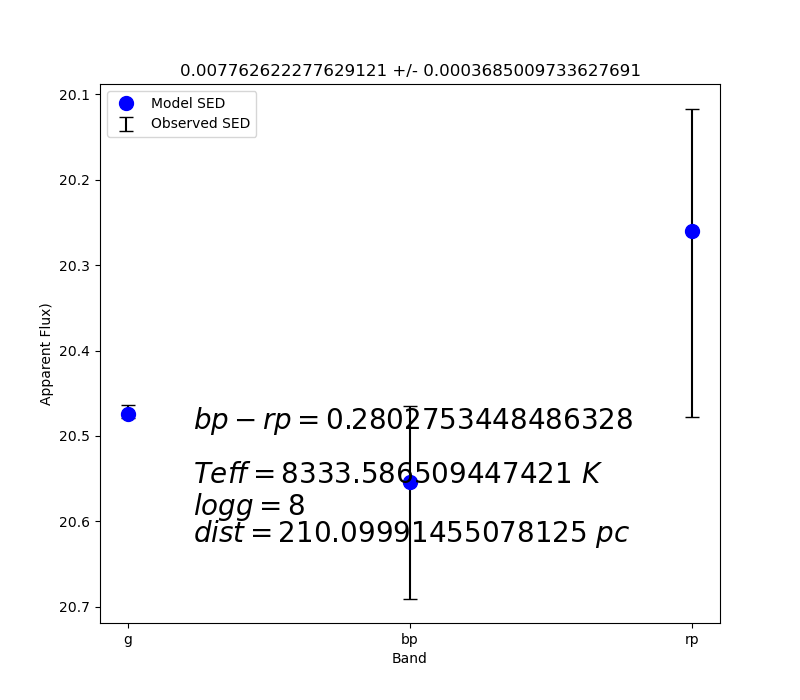 0.007762622277629121 +/- 0.0003685009733627691
Model SED
Observed SED
20.1
20.2
20.3
20.4
20.5
20.6
20.7
Apparent Flux)
bp − rp = 0.2802753448486328
Teff = 8333.586509447421 K
logg = 8
dist = 210.09991455078125 pc
g
bp
rp
Band